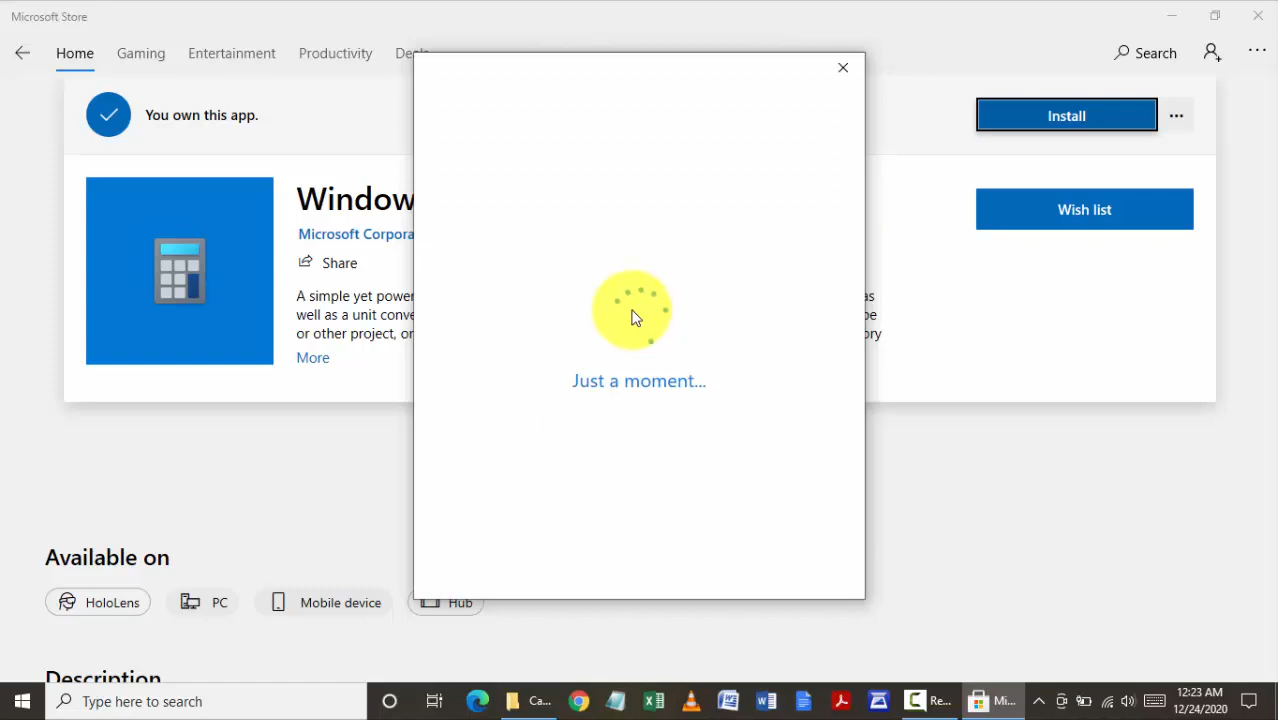 Microsoft Store
Home Gaming Entertainment Productivity Search
You own this app.
Install
Window
Microsoft Corpora
Wish list
Share
A simple yet power as
well as a unit conve be
or other project, or ory
More
Just a moment...
Available on
HoloLens PC Mobile device Hub
Description
Type here to search Ca... Re... Mi...
12:23 AM
12/24/2020